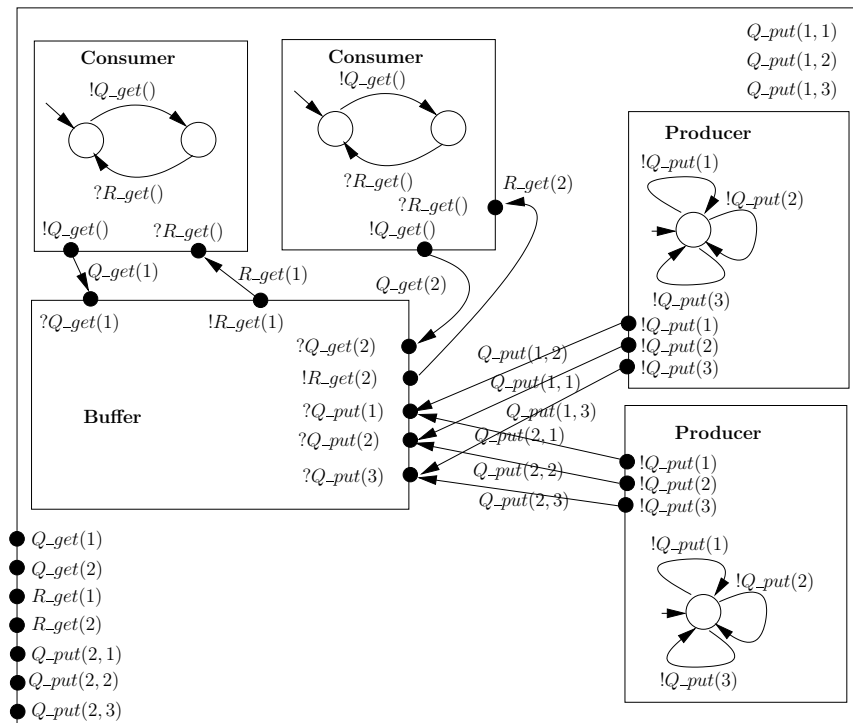 Q_put(1, 1)
Q_put(1, 2)
Q_put(1, 3)
Consumer
!Q_get()
?R_get()
!Q_get()
?R_get()
Consumer
!Q_get()
?R_get()
?R_get()
!Q_get()
R_get(2)
Producer
!Q_put(1)
!Q_put(2)
!Q_put(3)
!Q_put(1)
!Q_put(2)
!Q_put(3)
Q_get(1)
R_get(1)
Q_get(2)
?Q_get(1)
!R_get(1)
?Q_get(2)
!R_get(2)
?Q_put(1)
?Q_put(2)
?Q_put(3)
Buffer
Q_put(1, 2)
Q_put(1, 1)
Q_put(1, 3)
Q_put(2, 1)
Q_put(2, 2)
Q_put(2, 3)
Producer
!Q_put(1)
!Q_put(2)
!Q_put(3)
!Q_put(1)
!Q_put(2)
!Q_put(3)
Q_get(1)
Q_get(2)
R_get(1)
R_get(2)
Q_put(2, 1)
Q_put(2, 2)
Q_put(2, 3)